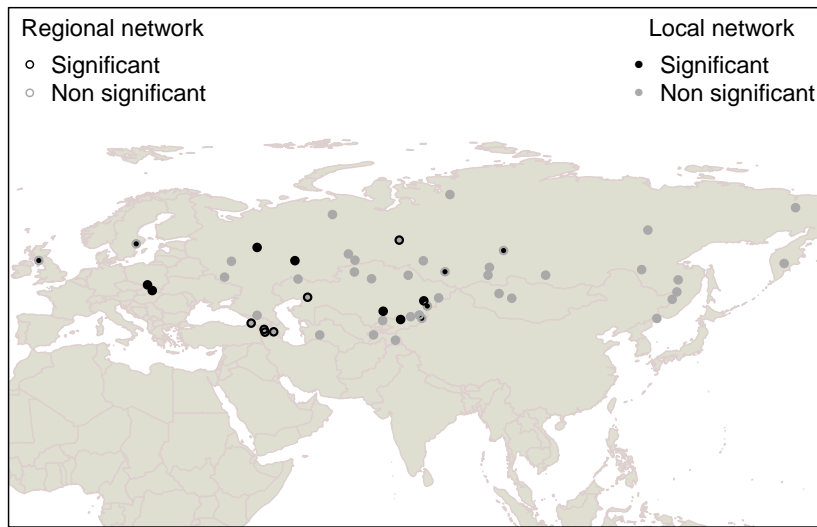 Regional network
Significant
Non significant
Local network
Significant
Non significant